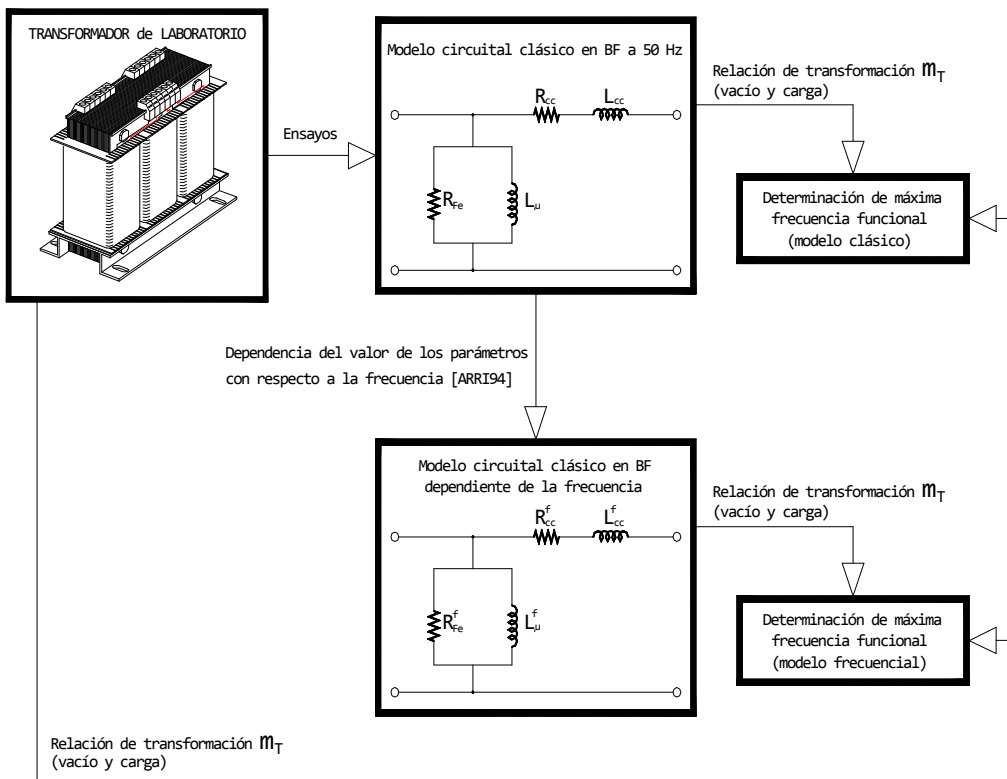 TRANSFORMADOR de LABORATORIO
Ensayos
Modelo circuital clásico en BF a 50 Hz
Rcc
Lcc
RFe
Lμ
Relación de transformación mT
(vacío y carga)
Determinación de máxima
frecuencia funcional
(modelo clásico)
Dependencia del valor de los parámetros
con respecto a la frecuencia [ARRI94]
Modelo circuital clásico en BF
dependiente de la frecuencia
Rfcc
Lfcc
RfFe
Lfμ
Relación de transformación mT
(vacío y carga)
Determinación de máxima
frecuencia funcional
(modelo frecuencial)
Relación de transformación mT
(vacío y carga)